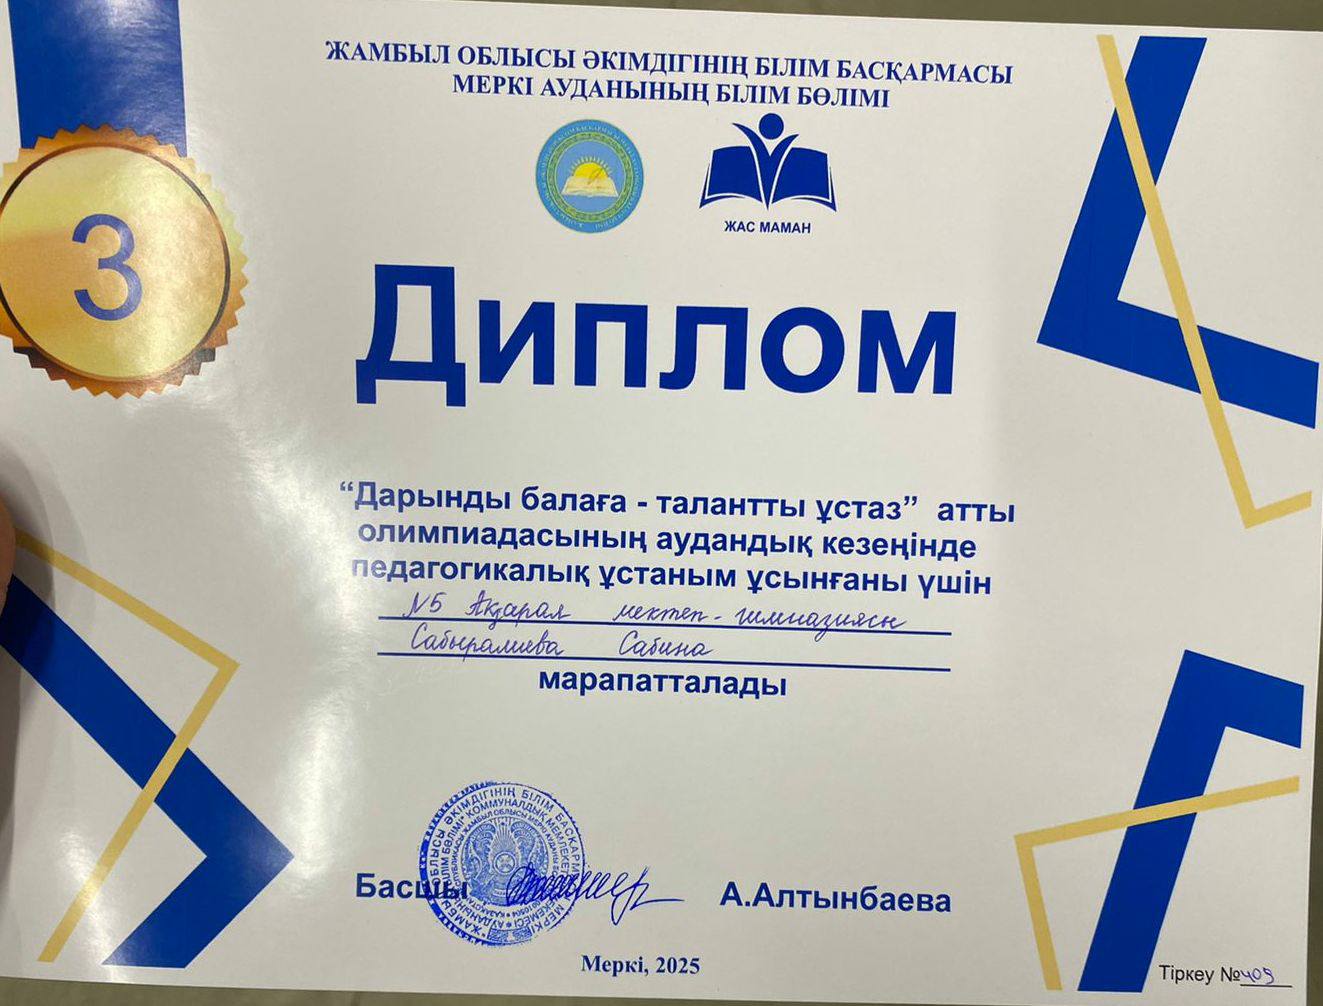 ЖАМБЫЛ ОБЛЫСЫ ӘКІМДІГІНІҢ БІЛІМ БАСҚАРМАСЫ
МЕРКІ АУДАНЫНЫҢ БІЛІМ БӨЛІМІ
ЖАС МАМАН
3
Диплом
“Дарынды балаға - талантты ұстаз” атты
олимпиадасының аудандық кезеңінде
педагогикалық ұстаным ұсынғаны үшін
№5 Ақарал мектеп-гимназиясы
Сабыралиева Сабина
марапатталады
Басшы А.Алтынбаева
Меркі, 2025
Тіркеу №409